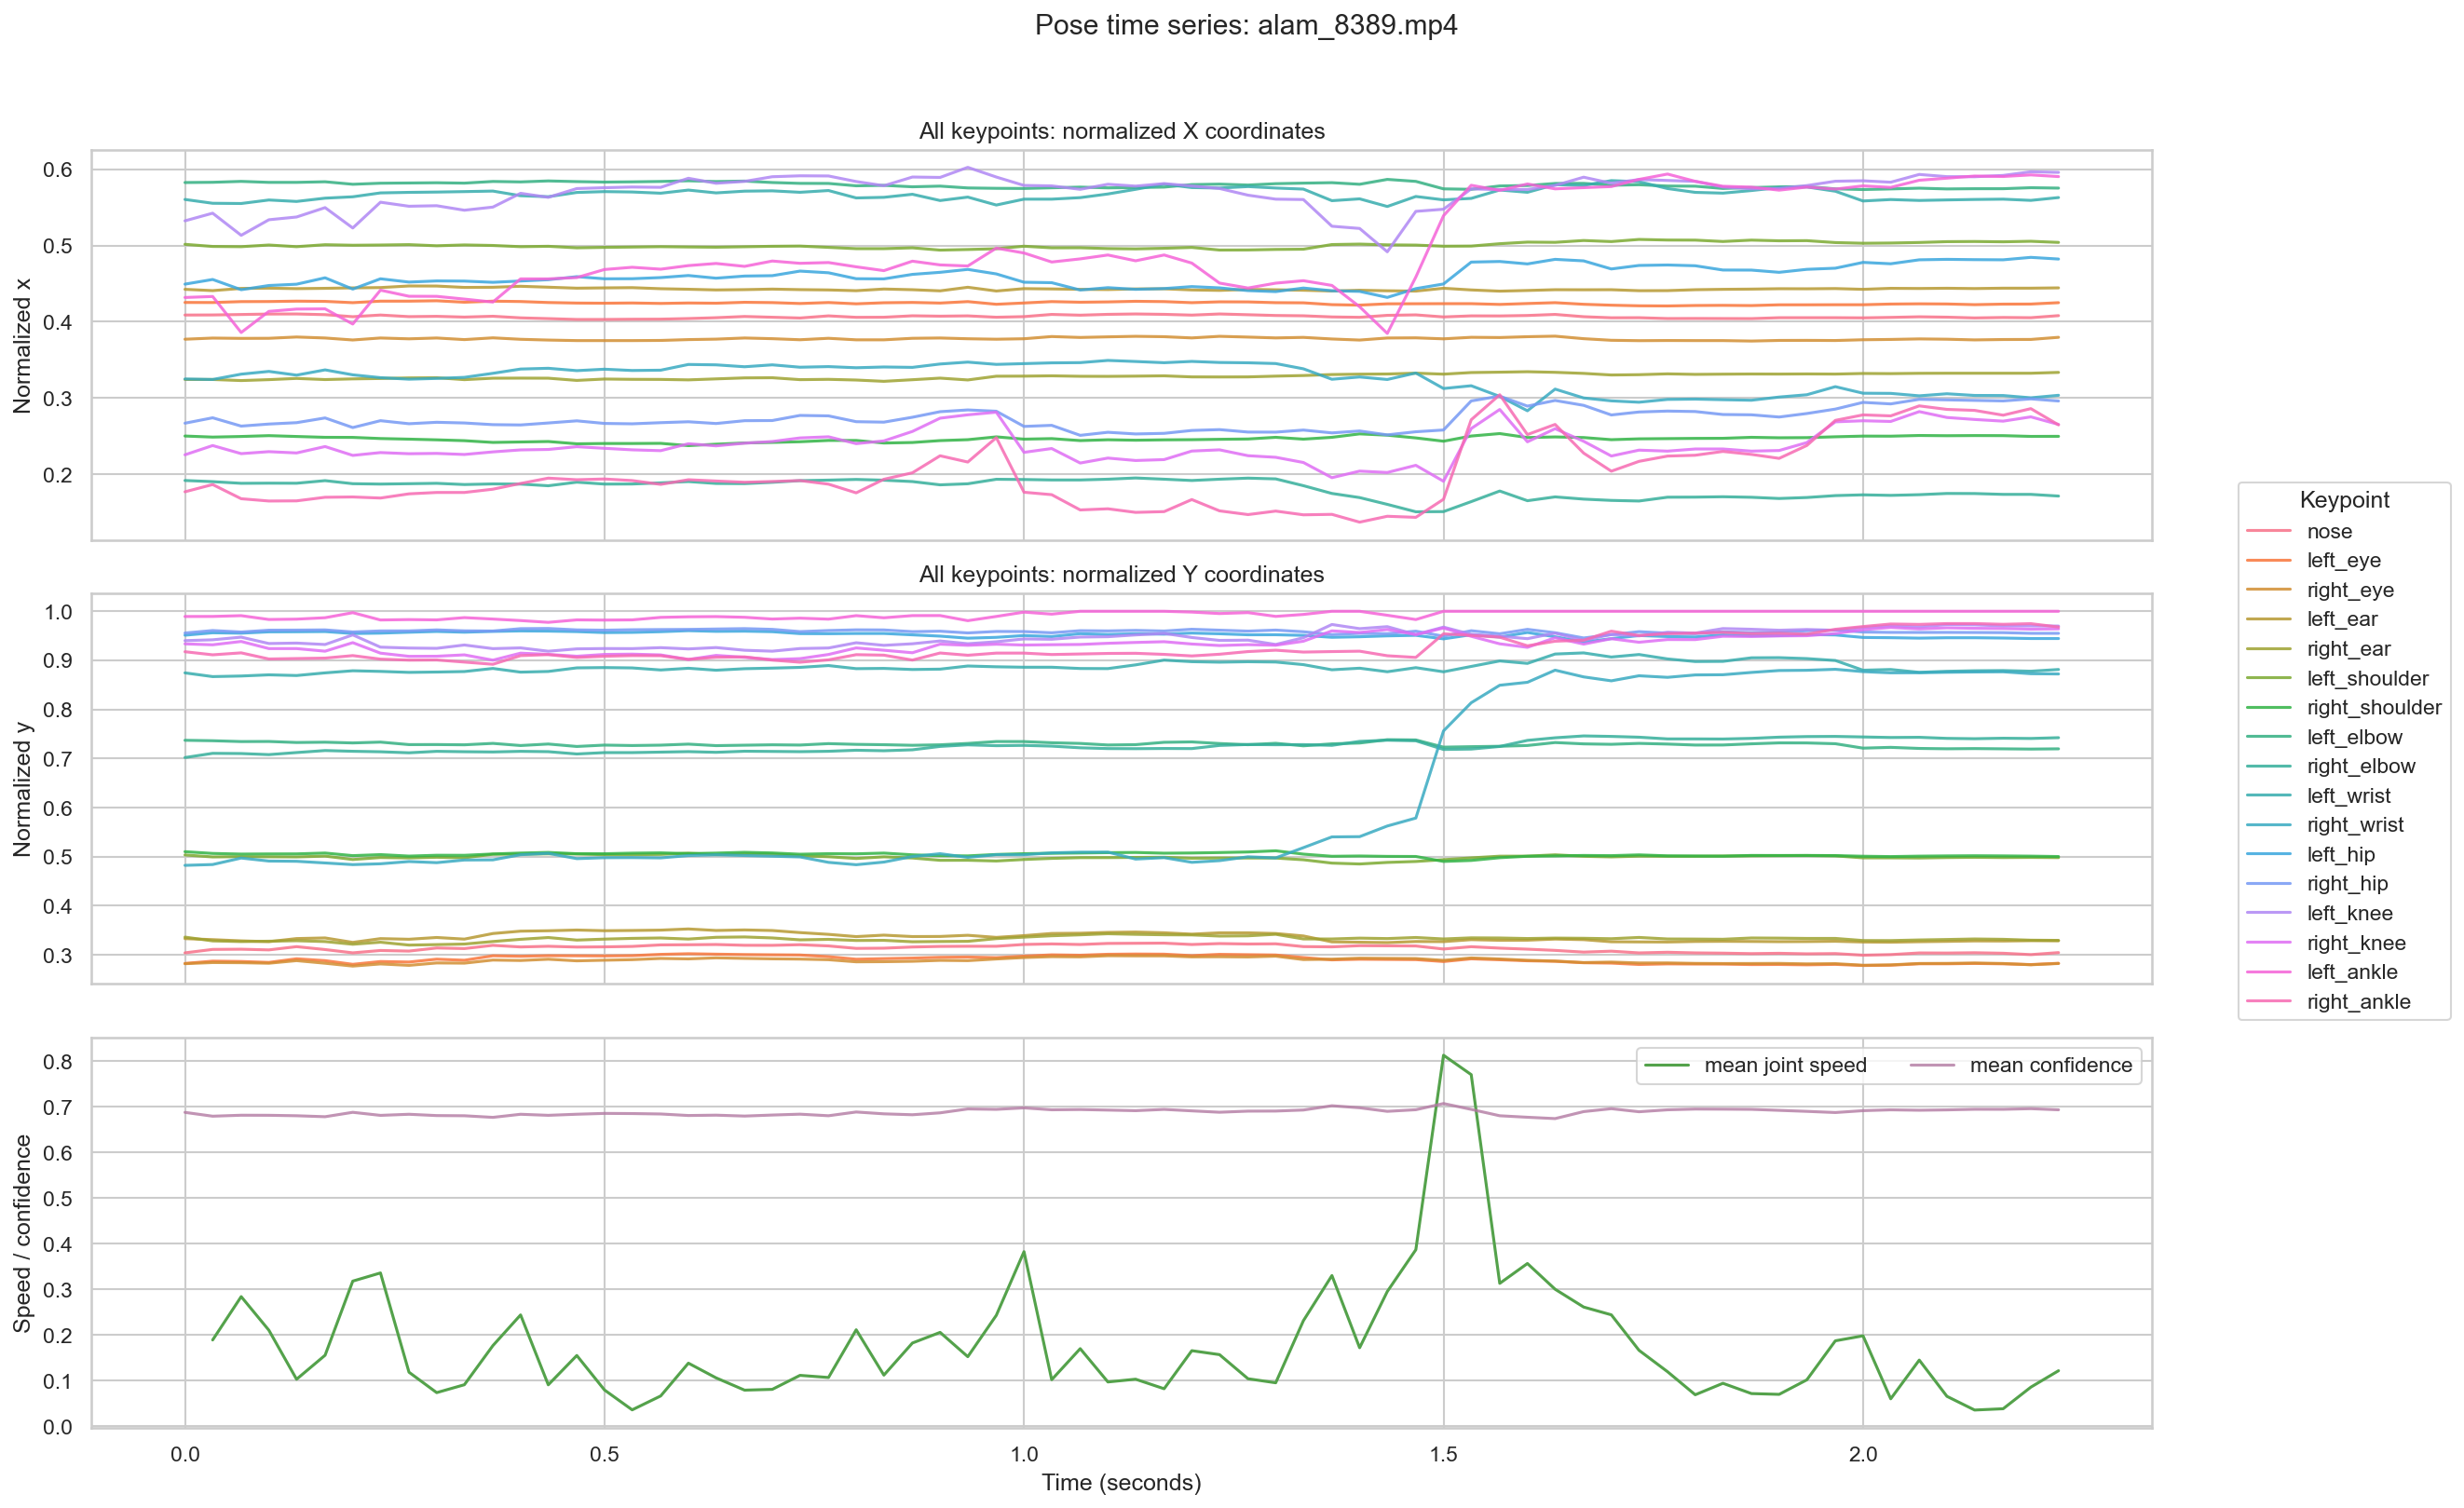 Pose time series: alam_8389.mp4
All keypoints: normalized X coordinates
Normalized x
0.6
0.5
0.4
0.3
0.2
All keypoints: normalized Y coordinates
Normalized y
1.0
0.9
0.8
0.7
0.6
0.5
0.4
0.3
Keypoint
nose
left_eye
right_eye
left_ear
right_ear
left_shoulder
right_shoulder
left_elbow
right_elbow
left_wrist
right_wrist
left_hip
right_hip
left_knee
right_knee
left_ankle
right_ankle
Speed / confidence
0.8
0.7
0.6
0.5
0.4
0.3
0.2
0.1
0.0
mean joint speed mean confidence
0.0 0.5 1.0 1.5 2.0
Time (seconds)